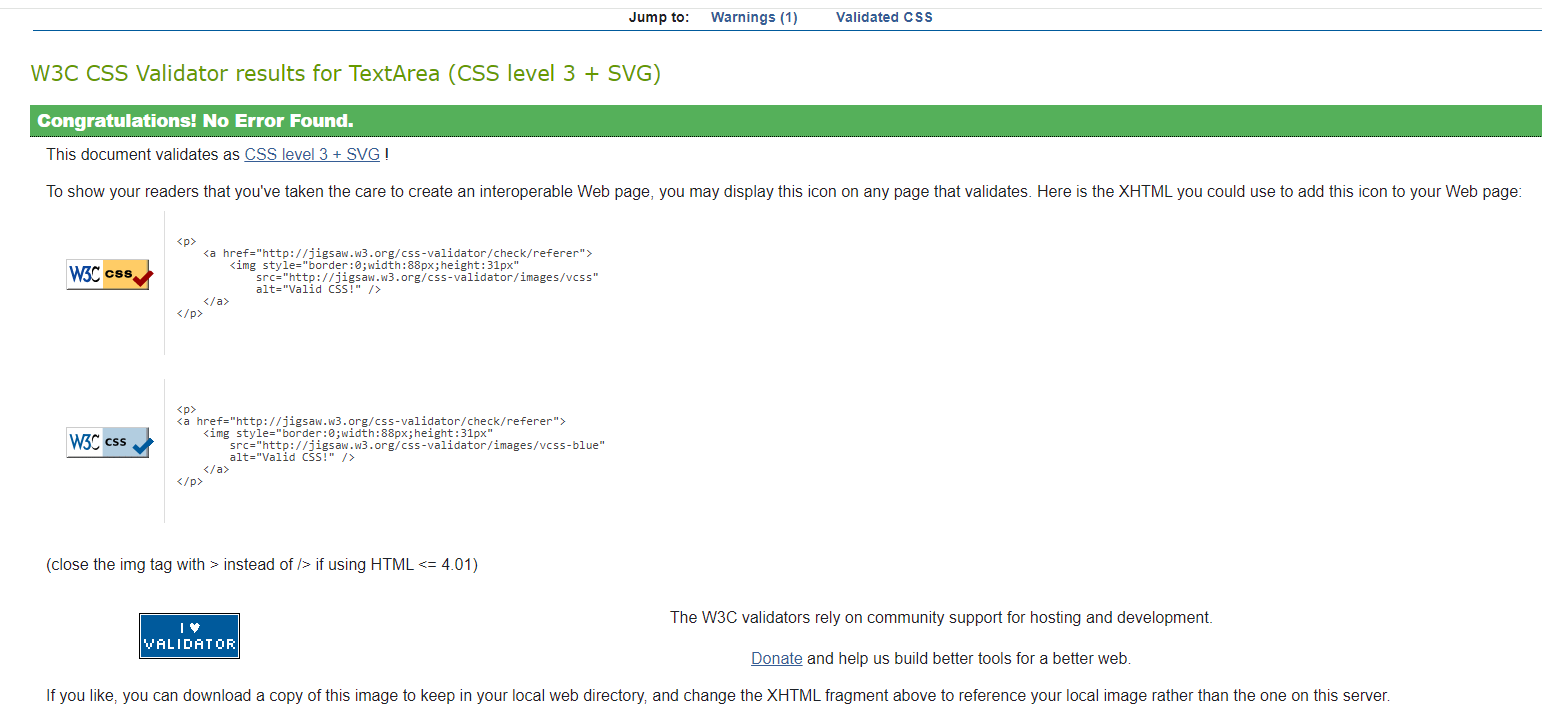 Jump to: Warnings (1) Validated CSS
W3C CSS Validator results for TextArea (CSS level 3 + SVG)
Congratulations! No Error Found.
This document validates as CSS level 3 + SVG !
To show your readers that you've taken the care to create an interoperable Web page, you may display this icon on any page that validates. Here is the XHTML you could use to add this icon to your Web page:
W3C css
<p>
<a href="http://jigsaw.w3.org/css-validator/check/referer">
<img style="border:0;width:88px;height:31px"
src="http://jigsaw.w3.org/css-validator/images/vcss"
alt="Valid CSS!" />
</a>
</p>
W3C css
<p>
<a href="http://jigsaw.w3.org/css-validator/check/referer">
<img style="border:0;width:88px;height:31px"
src="http://jigsaw.w3.org/css-validator/images/vcss-blue"
alt="Valid CSS!" />
</a>
</p>
(close the img tag with > instead of /> if using HTML <= 4.01)
I ♥
VALIDATOR
The W3C validators rely on community support for hosting and development.
Donate and help us build better tools for a better web.
If you like, you can download a copy of this image to keep in your local web directory, and change the XHTML fragment above to reference your local image rather than the one on this server.